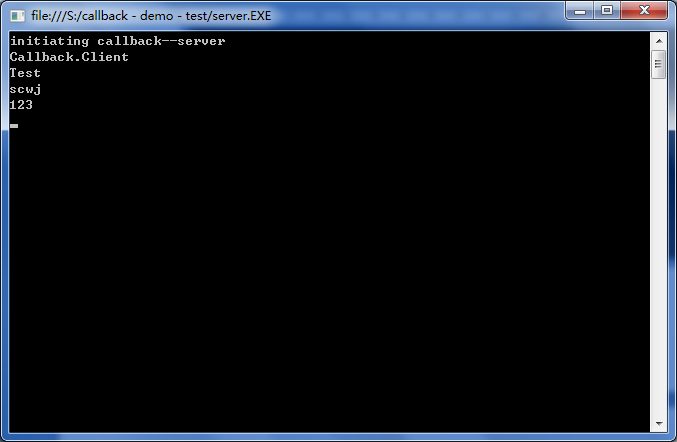 file:///S:/callback - demo - test/server.EXE
initiating callback--server
Callback.Client
Test
scwj
123